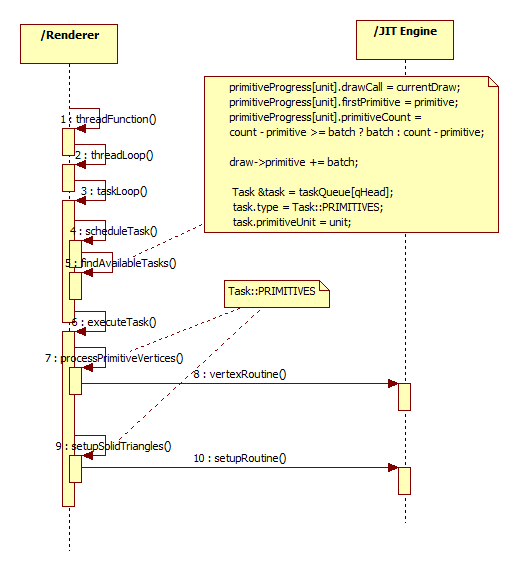 /Renderer
/JIT Engine
primitiveProgress[unit].drawCall = currentDraw;
primitiveProgress[unit].firstPrimitive = primitive;
primitiveProgress[unit].primitiveCount =
count - primitive >= batch ? batch : count - primitive;
draw->primitive += batch;
Task &task = taskQueue[qHead];
task.type = Task::PRIMITIVES;
task.primitiveUnit = unit;
1 : threadFunction()
2 : threadLoop()
3 : taskLoop()
4 : scheduleTask()
5 : findAvailableTasks()
Task::PRIMITIVES
6 : executeTask()
7 : processPrimitiveVertices()
8 : vertexRoutine()
9 : setupSolidTriangles()
10 : setupRoutine()